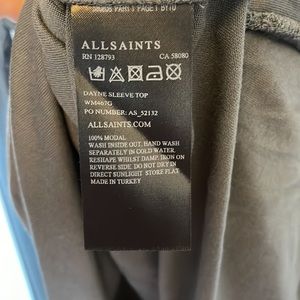 ALLSAINTS
RN 128793 CA 58080
DAYNE SLEEVE TOP
WM467G
PO NUMBER: AS_52132
ALLSAINTS.COM
100% MODAL
WASH INSIDE OUT. HAND WASH
SEPARATELY IN COLD WATER.
RESHAPE WHILST DAMP. IRON ON
REVERSE SIDE. DO NOT DRY IN
DIRECT SUNLIGHT. STORE FLAT
MADE IN TURKEY